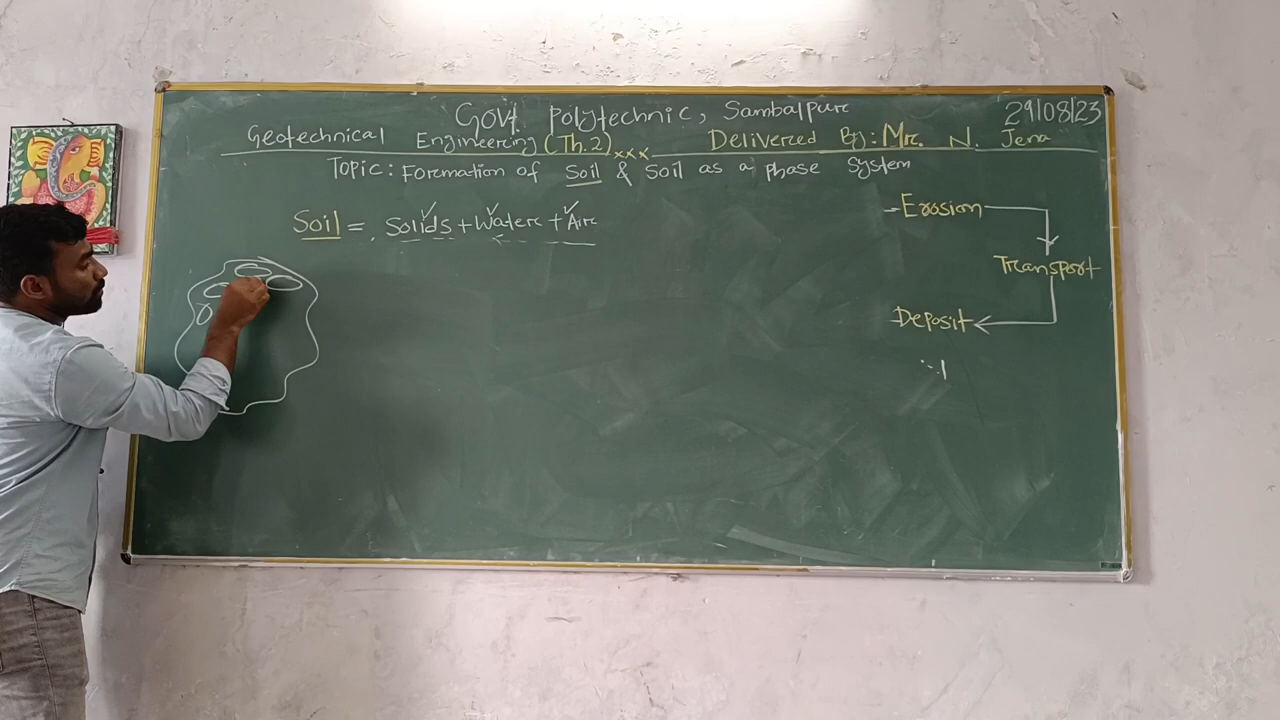 Govt Polytechnic, Sambalpur
29/08/23
Geotechnical Engineering (Th.2) Delivered By: Mr. N. Jena
xxx
Topic: Formation of Soil & Soil as a phase System
Soil = Solids + Water + Air
Erosion
Transport
Deposit